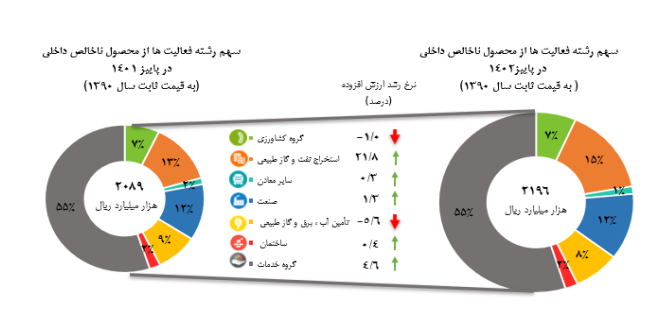 سهم رشته فعالیت ها از محصول ناخالص داخلی
در پاییز ۱۴۰۲
( به قیمت ثابت سال ۱۳۹۰)
۷٪
۱۵٪
۱٪
۱۲٪
۸٪
۲٪
۵۵٪
۲۱۹۶
هزار میلیارد ریال
نرخ رشد ارزش افزوده
(درصد)
گروه کشاورزی -۱/۰
استخراج نفت و گاز طبیعی ۲۱/۸
سایر معادن ۰/۳
صنعت ۱/۳
تأمین آب ، برق و گاز طبیعی -۵/۶
ساختمان ۰/۴
گروه خدمات ۴/۶
سهم رشته فعالیت ها از محصول ناخالص داخلی
در پاییز ۱۴۰۱
(به قیمت ثابت سال ۱۳۹۰)
۷٪
۱۳٪
۲٪
۱۲٪
۹٪
۵۵٪
۲۰۸۹
هزار میلیارد ریال